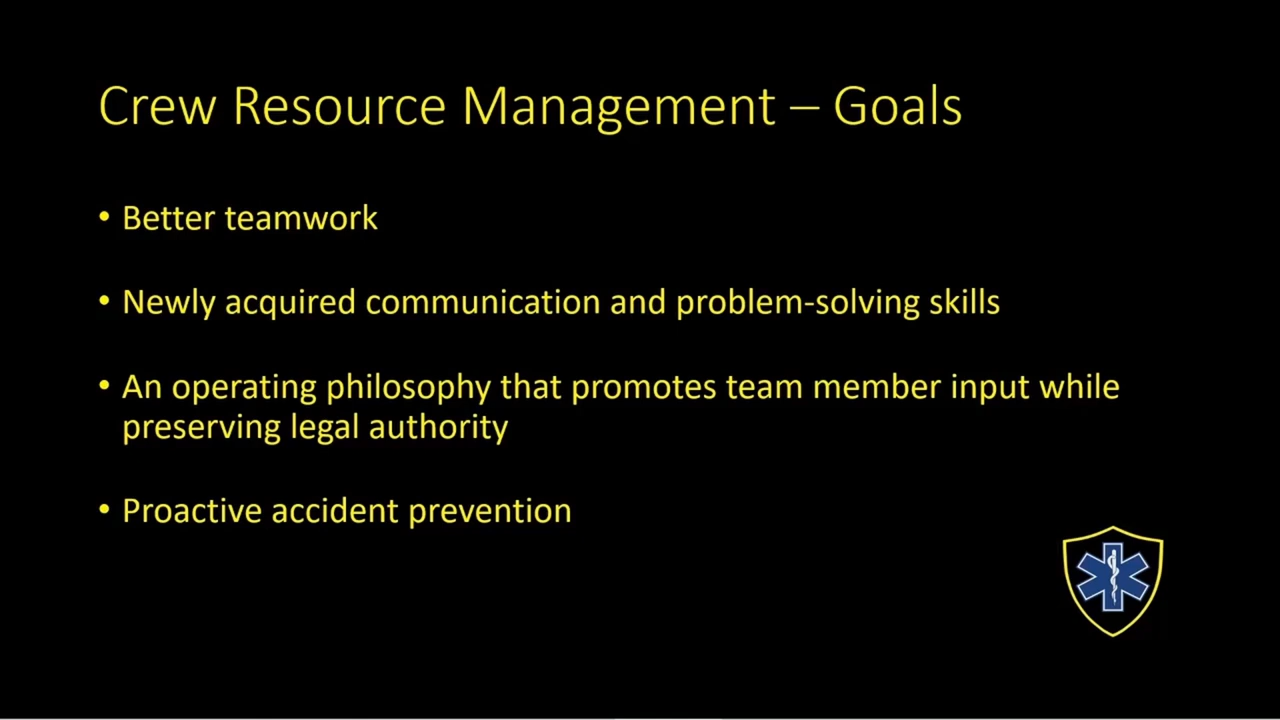 Crew Resource Management – Goals
• Better teamwork
• Newly acquired communication and problem-solving skills
• An operating philosophy that promotes team member input while
preserving legal authority
• Proactive accident prevention